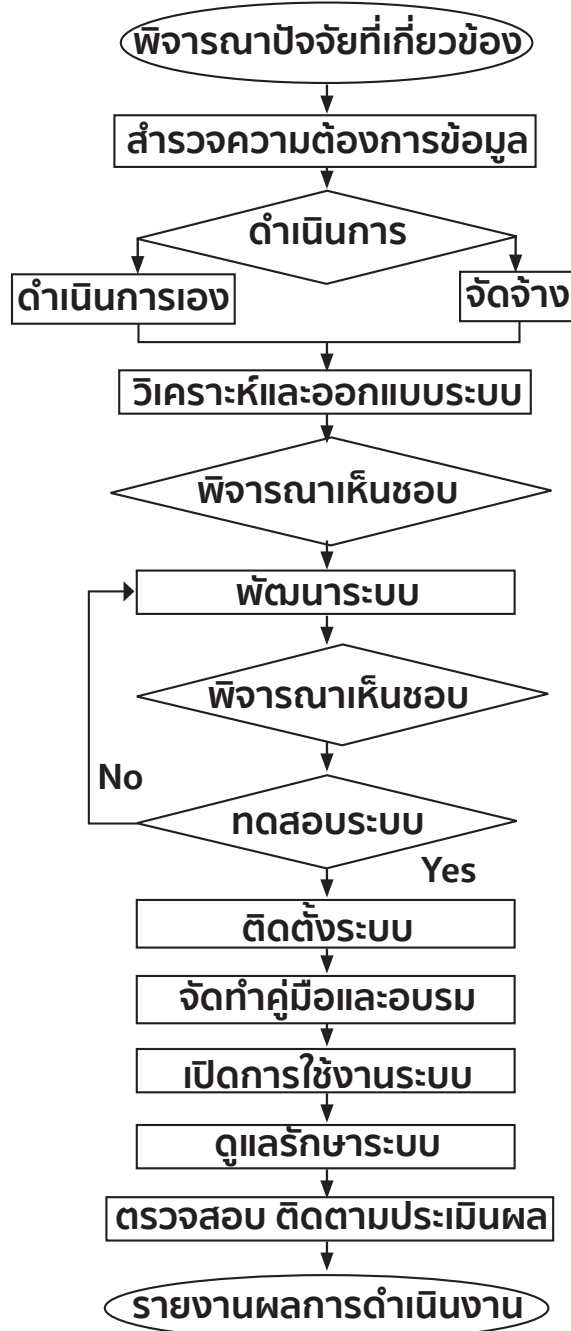 พิจารณาปัจจัยที่เกี่ยวข้อง
สำรวจความต้องการข้อมูล
ดำเนินการ
ดำเนินการเอง
จัดจ้าง
วิเคราะห์และออกแบบระบบ
พิจารณาเห็นชอบ
พัฒนาระบบ
พิจารณาเห็นชอบ
No
ทดสอบระบบ
Yes
ติดตั้งระบบ
จัดทำคู่มือและอบรม
เปิดการใช้งานระบบ
ดูแลรักษาระบบ
ตรวจสอบ ติดตามประเมินผล
รายงานผลการดำเนินงาน